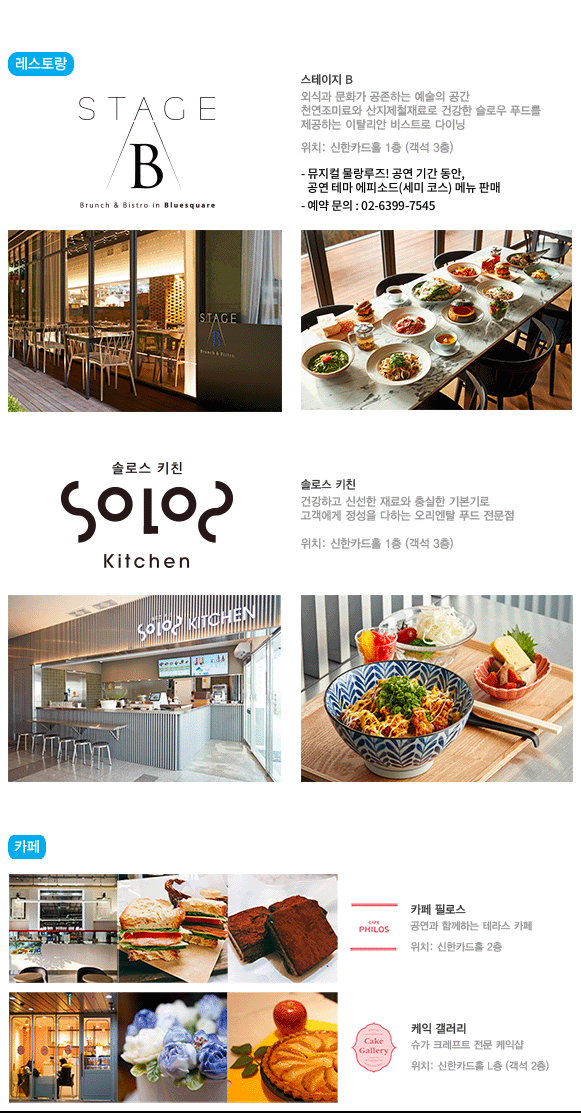 레스토랑
STAGE
B
Brunch & Bistro in Bluesquare
스테이지 B
외식과 문화가 공존하는 예술의 공간
천연조미료와 산지제철재료로 건강한 슬로우 푸드를
제공하는 이탈리안 비스트로 다이닝
위치: 신한카드홀 1층 (객석 3층)
- 뮤지컬 물랑루즈! 공연 기간 동안,
공연 테마 에피소드(세미 코스) 메뉴 판매
- 예약 문의 : 02-6399-7545
STAGE
B
Brunch & Bistro
솔로스 키친
SOLOS
Kitchen
솔로스 키친
건강하고 신선한 재료와 충실한 기본기로
고객에게 정성을 다하는 오리엔탈 푸드 전문점
위치: 신한카드홀 1층 (객석 3층)
SOLOS KITCHEN
카페
CAFE
PHILOS
카페 필로스
공연과 함께하는 테라스 카페
위치: 신한카드홀 2층
Cake
Gallery
케익 갤러리
슈가 크레프트 전문 케익샵
위치: 신한카드홀 L층 (객석 2층)